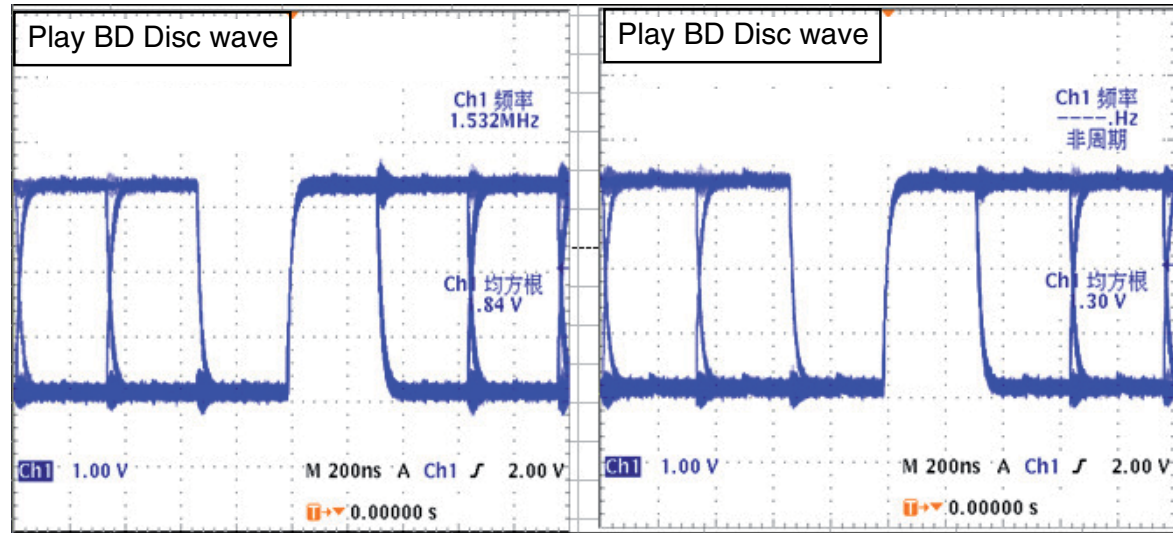 Play BD Disc wave
Ch1 频率
1.532MHz
Ch1 均方根
.84 V
Ch1 1.00 V M 200ns A Ch1 2.00 V
T 0.00000 s
Play BD Disc wave
Ch1 频率
----.Hz
非周期
Ch1 均方根
.30 V
Ch1 1.00 V M 200ns A Ch1 2.00 V
T 0.00000 s